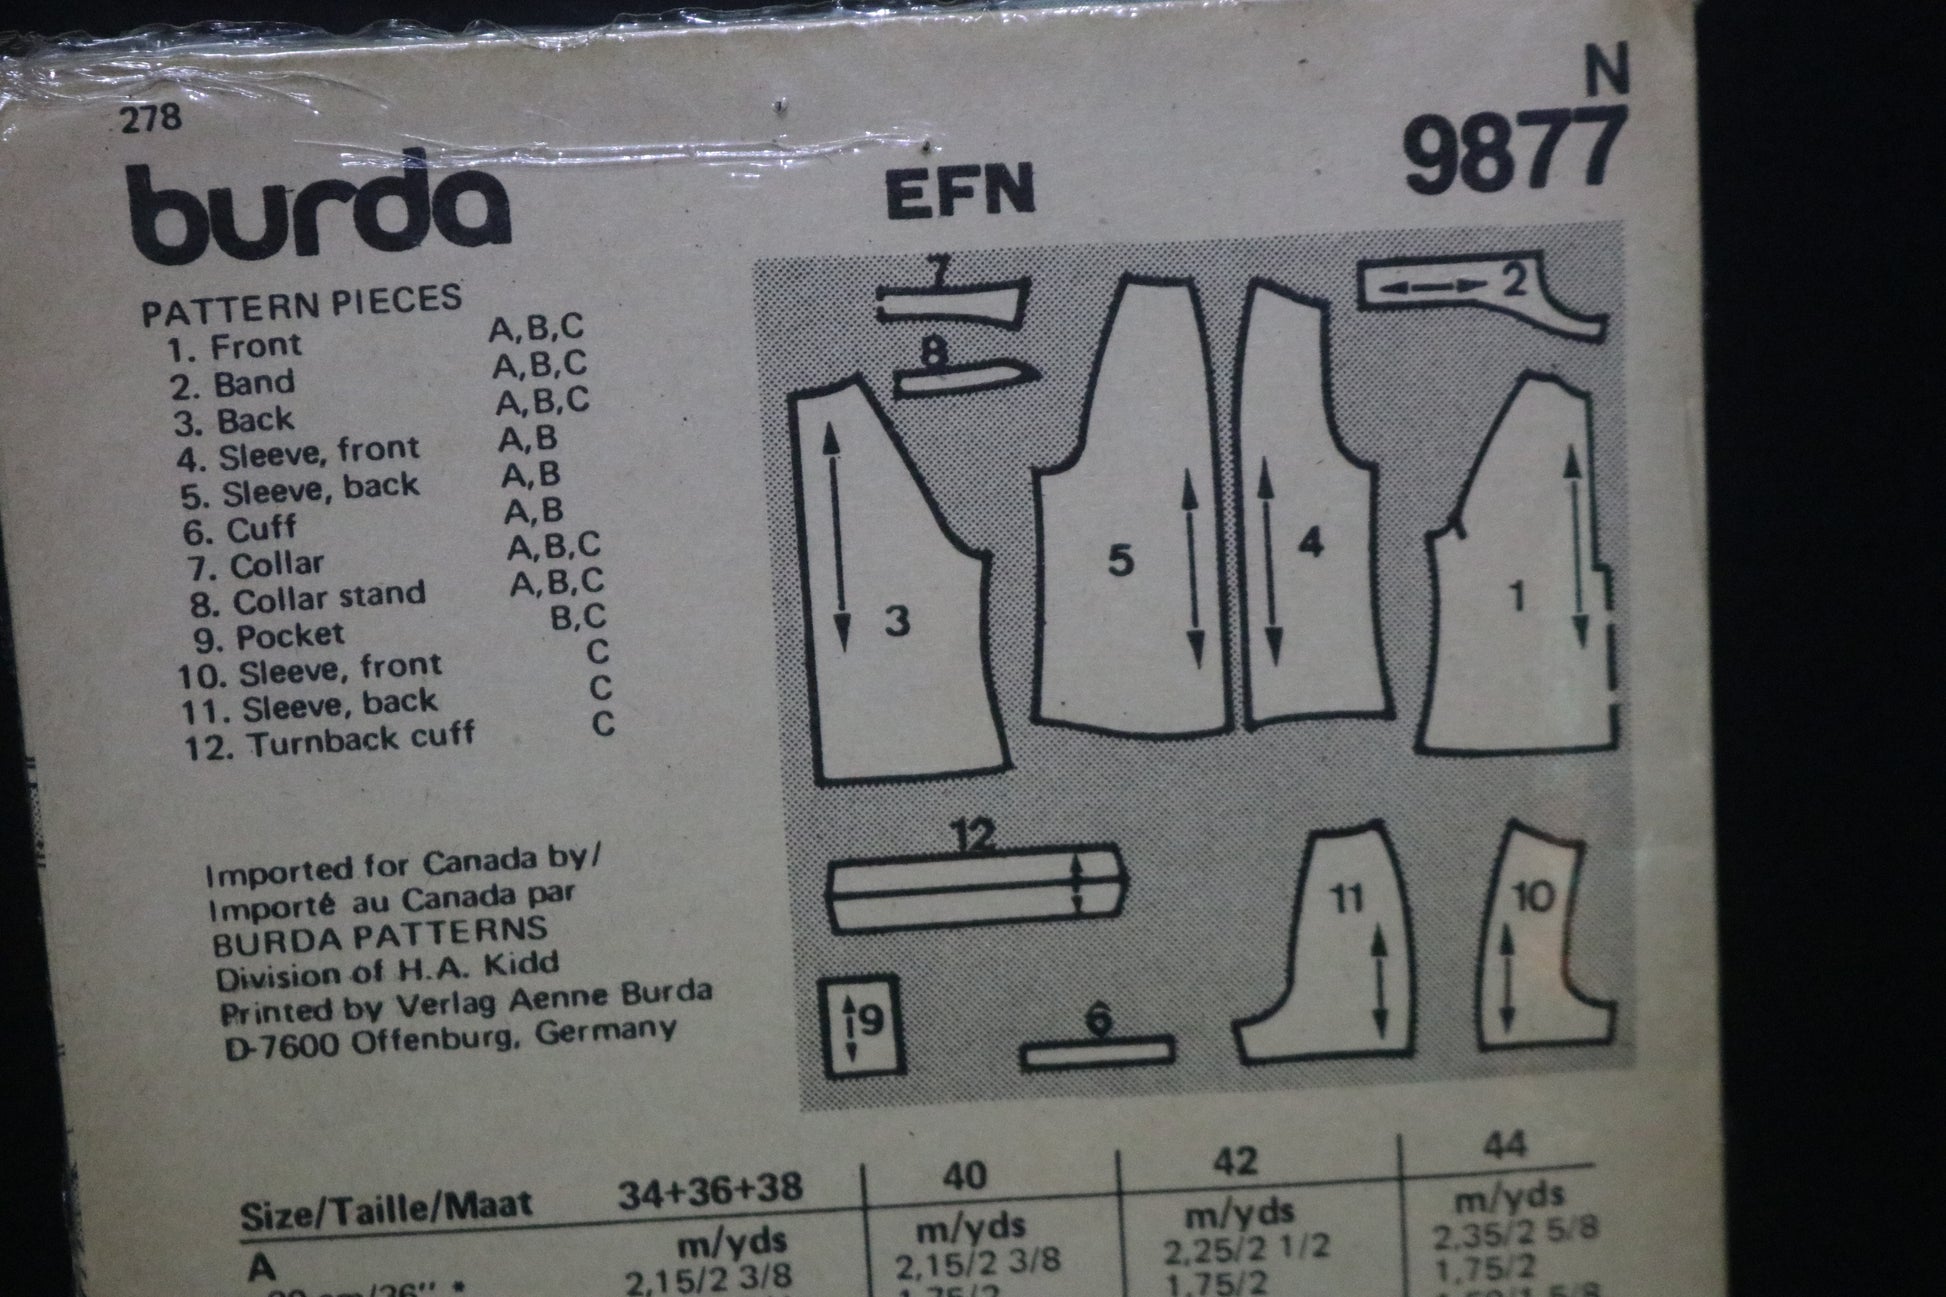 278
N
burda EFN 9877
PATTERN PIECES
1. Front A,B,C
2. Band A,B,C
3. Back A,B,C
4. Sleeve, front A,B
5. Sleeve, back A,B
6. Cuff A,B
7. Collar A,B,C
8. Collar stand A,B,C
9. Pocket B,C
10. Sleeve, front C
11. Sleeve, back C
12. Turnback cuff C
7
8
2
3
5
4
1
12
11
10
9
6
Imported for Canada by/
Importé au Canada par
BURDA PATTERNS
Division of H.A. Kidd
Printed by Verlag Aenne Burda
D-7600 Offenburg, Germany
Size/Taille/Maat 34+36+38 40 42 44
m/yds m/yds m/yds m/yds
A 2,15/2 3/8 2,15/2 3/8 2,25/2 1/2 2,35/2 5/8
1,75/2 1,75/2 1,75/2